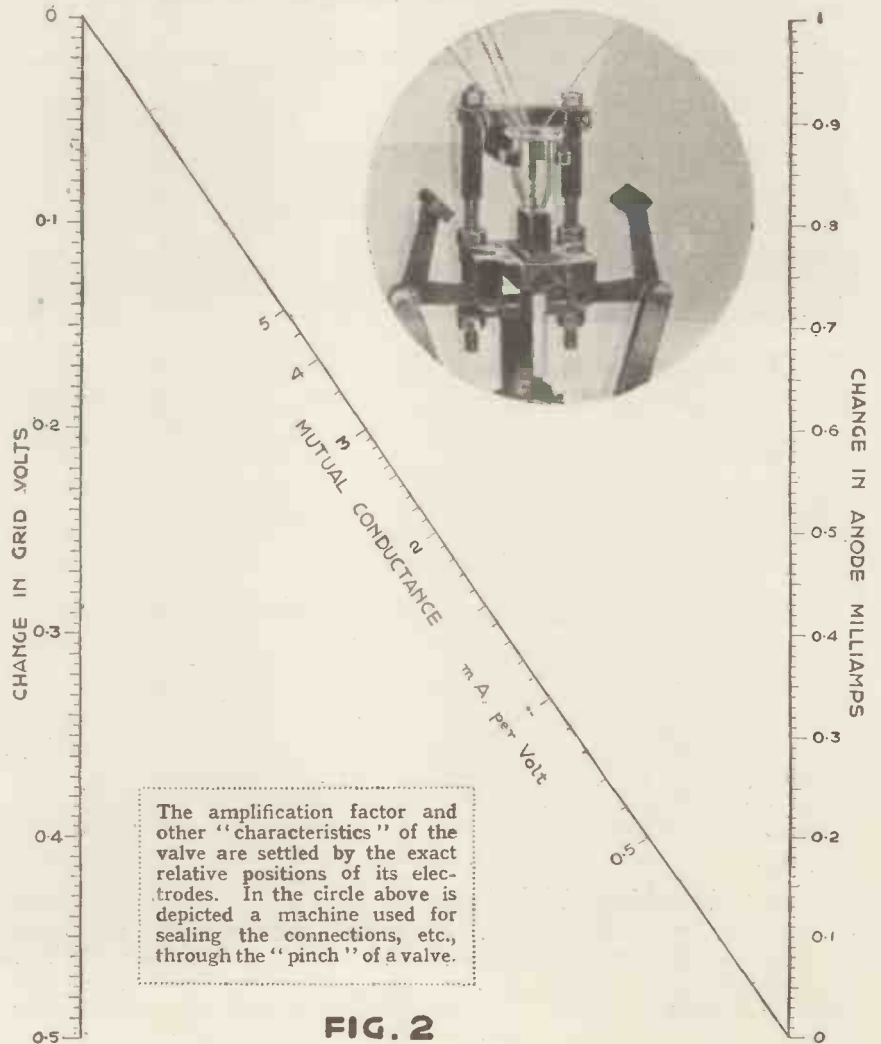 0
0·1
0·2
0·3
0·4
0·5
CHANGE IN GRID VOLTS
5
4
3
2
1
0·5
MUTUAL CONDUCTANCE
m A. per Volt
1
0·9
0·8
0·7
0·6
0·5
0·4
0·3
0·2
0·1
0
CHANGE IN ANODE MILLIAMPS
The amplification factor and
other "characteristics" of the
valve are settled by the exact
relative positions of its elec-
trodes. In the circle above is
depicted a machine used for
sealing the connections, etc.,
through the "pinch" of a valve.
FIG. 2